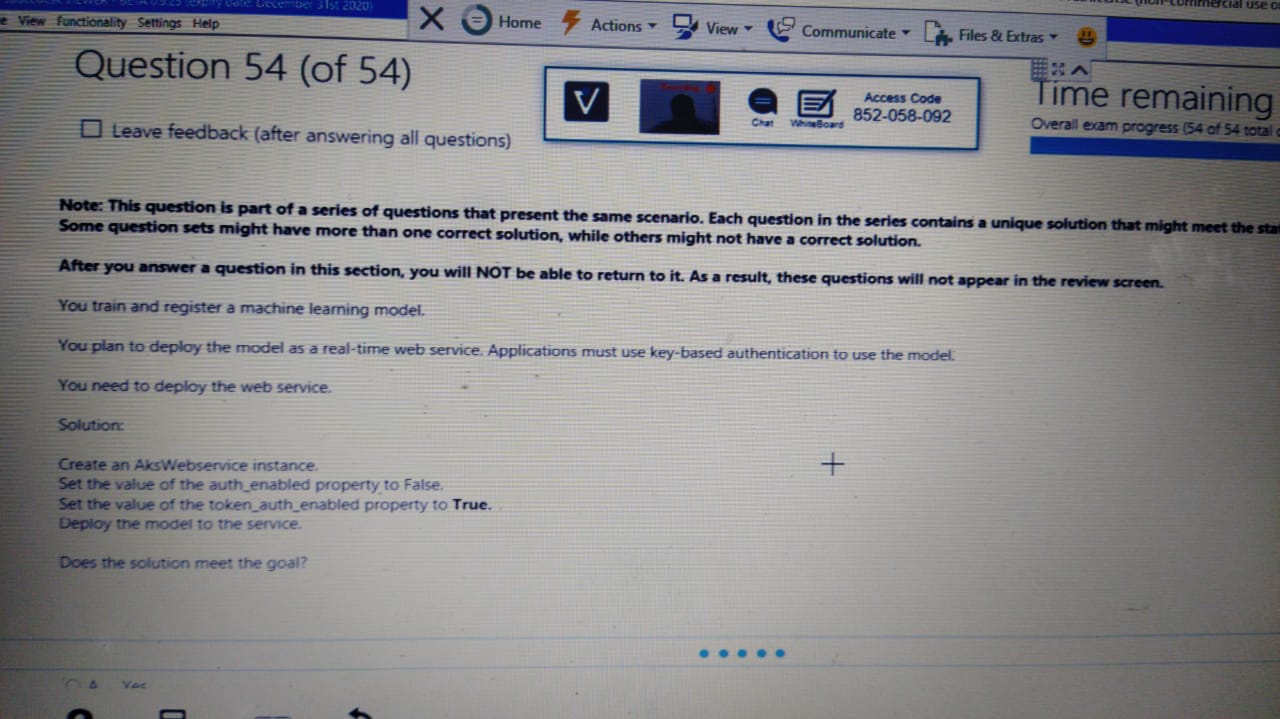 (expiry date: December 31st 2020)
View Functionality Settings Help
Home Actions View Communicate Files & Extras
Question 54 (of 54)
Leave feedback (after answering all questions)
Chat
WhiteBoard
Access Code
852-058-092
Time remaining
Overall exam progress (54 of 54 total
Note: This question is part of a series of questions that present the same scenario. Each question in the series contains a unique solution that might meet the
Some question sets might have more than one correct solution, while others might not have a correct solution.
After you answer a question in this section, you will NOT be able to return to it. As a result, these questions will not appear in the review screen.
You train and register a machine learning model.
You plan to deploy the model as a real-time web service. Applications must use key-based authentication to use the model.
You need to deploy the web service.
Solution:
Create an AksWebservice instance.
Set the value of the auth_enabled property to False.
Set the value of the token_auth_enabled property to True.
Deploy the model to the service.
Does the solution meet the goal?
A Yes